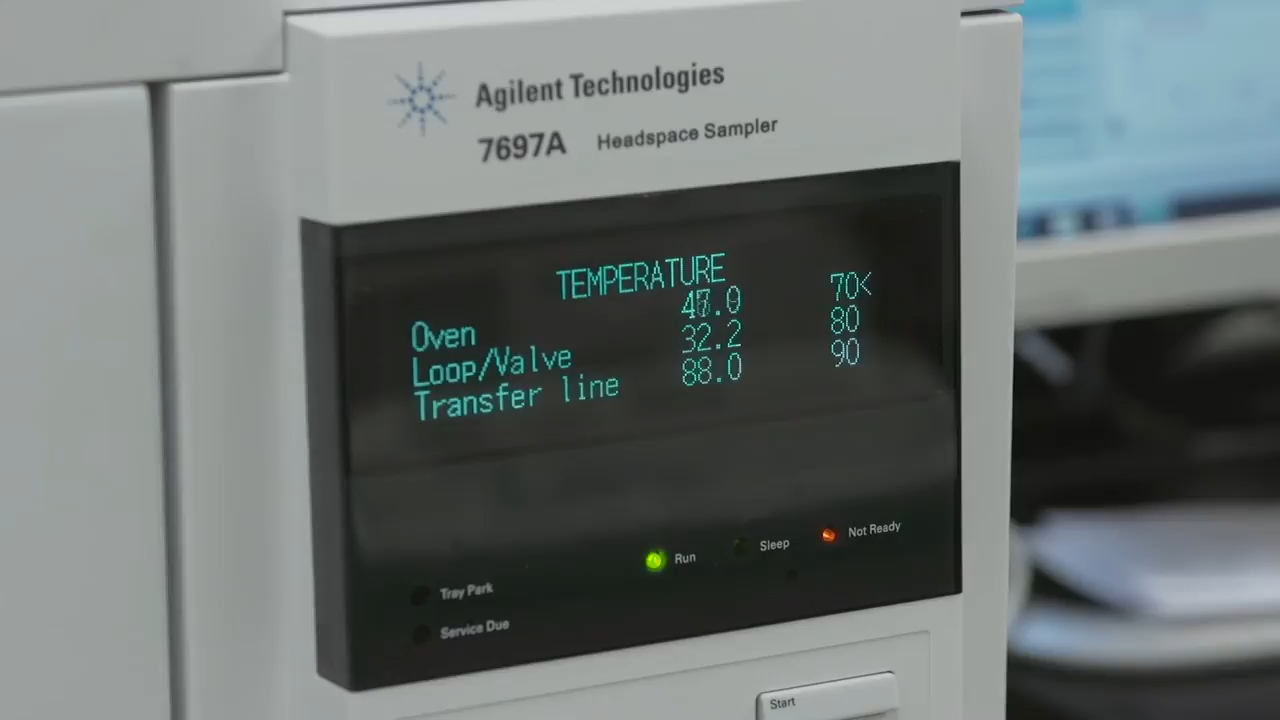 Agilent Technologies
7697A Headspace Sampler
TEMPERATURE
Oven 70<
Loop/Valve 32.2 80
Transfer line 88.0 90
Run Sleep Not Ready
Tray Park
Service Due
Start